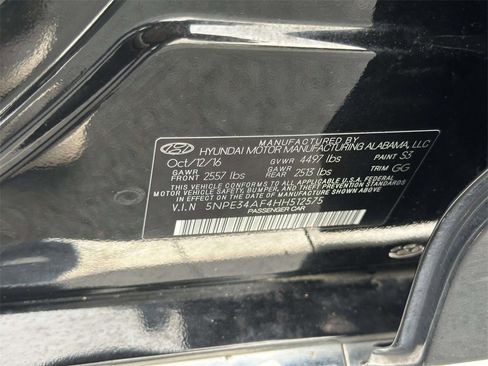 MANUFACTURED BY
HYUNDAI MOTOR MANUFACTURING ALABAMA, LLC
Oct/12/16 GVWR 4497 lbs PAINT S3
GAWR FRONT 2557 lbs GAWR REAR 2513 lbs TRIM GG
THIS VEHICLE CONFORMS TO ALL APPLICABLE U.S.A. FEDERAL
MOTOR VEHICLE SAFETY, BUMPER, AND THEFT PREVENTION STANDARDS
IN EFFECT ON THE DATE OF MANUFACTURE SHOWN ABOVE.
V.I.N 5NPE34AF4HH512575
PASSENGER CAR